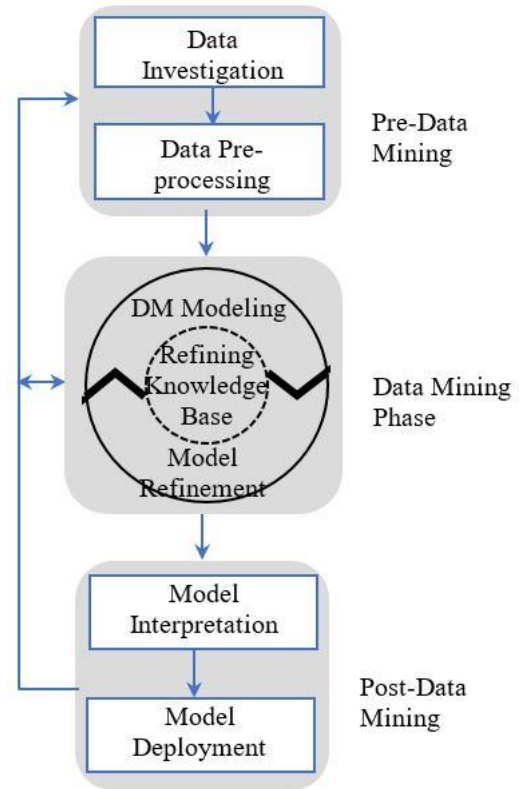 Data
Investigation
Data Pre-
processing
Pre-Data
Mining
DM Modeling
Refining
Knowledge
Base
Model
Refinement
Data Mining
Phase
Model
Interpretation
Model
Deployment
Post-Data
Mining